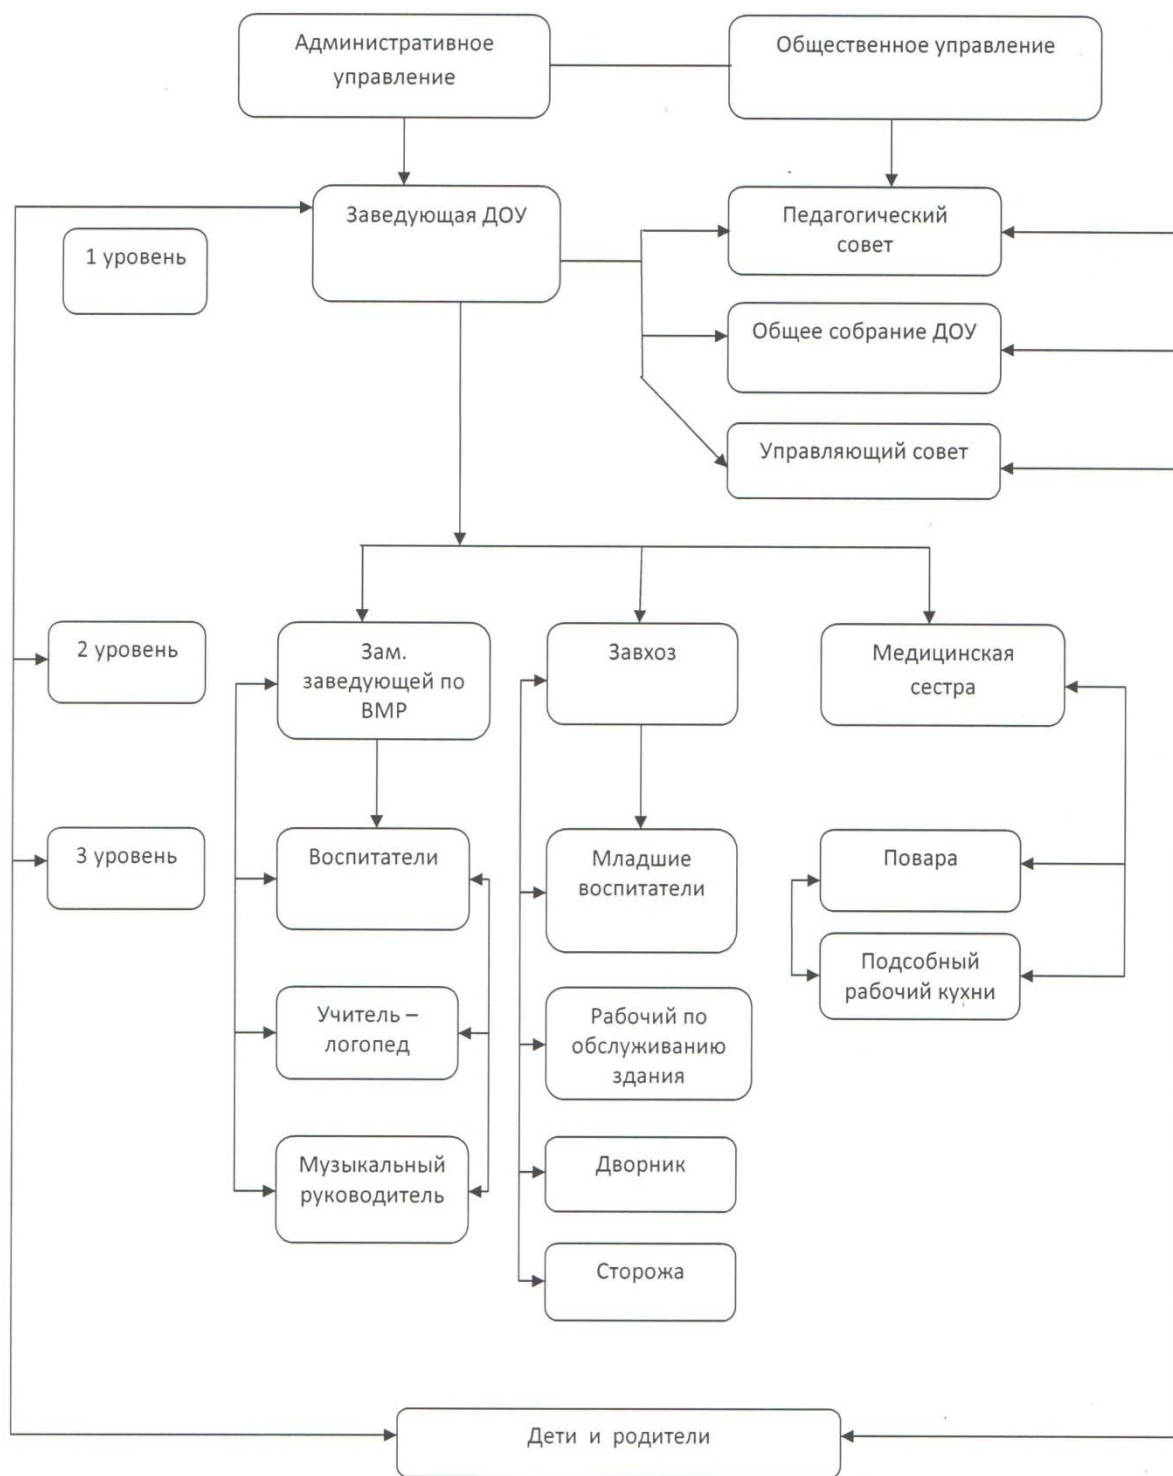 Административное
управление
Общественное управление
Заведующая ДОУ
Педагогический
совет
1 уровень
Общее собрание ДОУ
Управляющий совет
2 уровень
Зам.
заведующей по
ВМР
Завхоз
Медицинская
сестра
3 уровень
Воспитатели
Младшие
воспитатели
Повара
Подсобный
рабочий кухни
Учитель –
логопед
Рабочий по
обслуживанию
здания
Музыкальный
руководитель
Дворник
Сторожа
Дети и родители